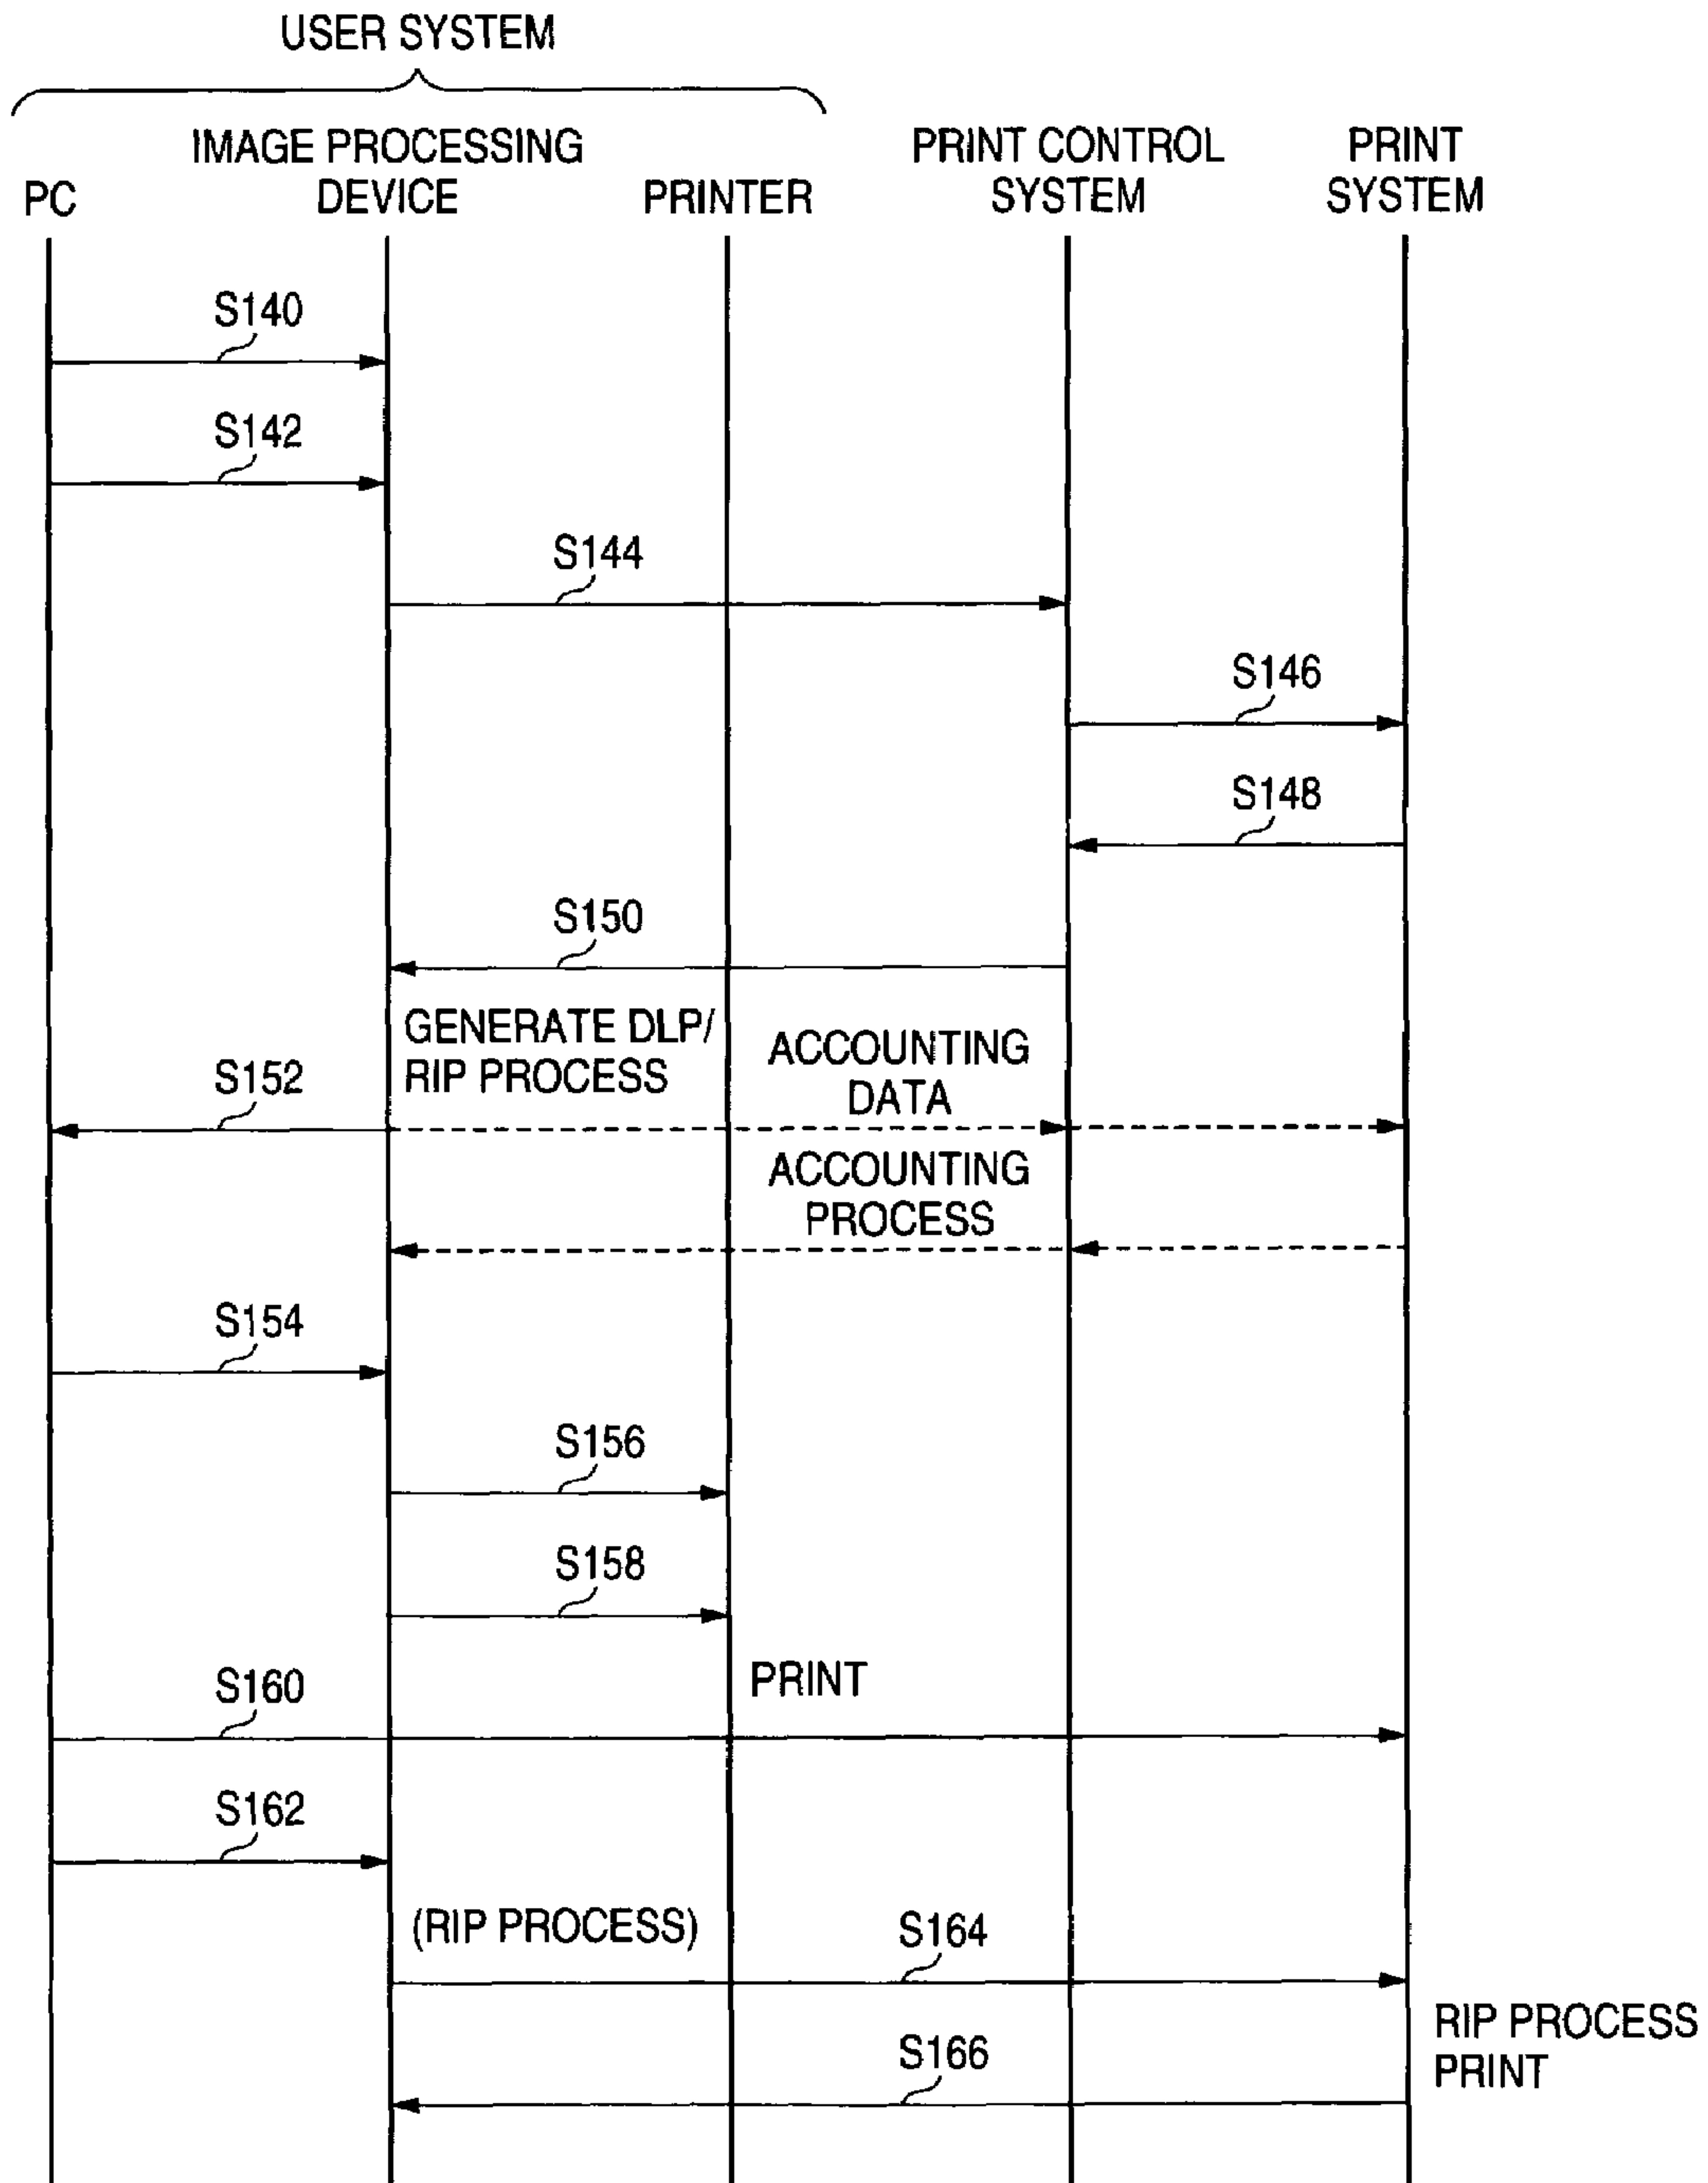 USER SYSTEM
IMAGE PROCESSING
DEVICE
PC
PRINTER
PRINT CONTROL
SYSTEM
PRINT
SYSTEM
S140
S142
S144
S146
S148
S150
GENERATE DLP/
RIP PROCESS
ACCOUNTING
DATA
S152
ACCOUNTING
PROCESS
S154
S156
S158
PRINT
S160
S162
(RIP PROCESS)
S164
RIP PROCESS
PRINT
S166